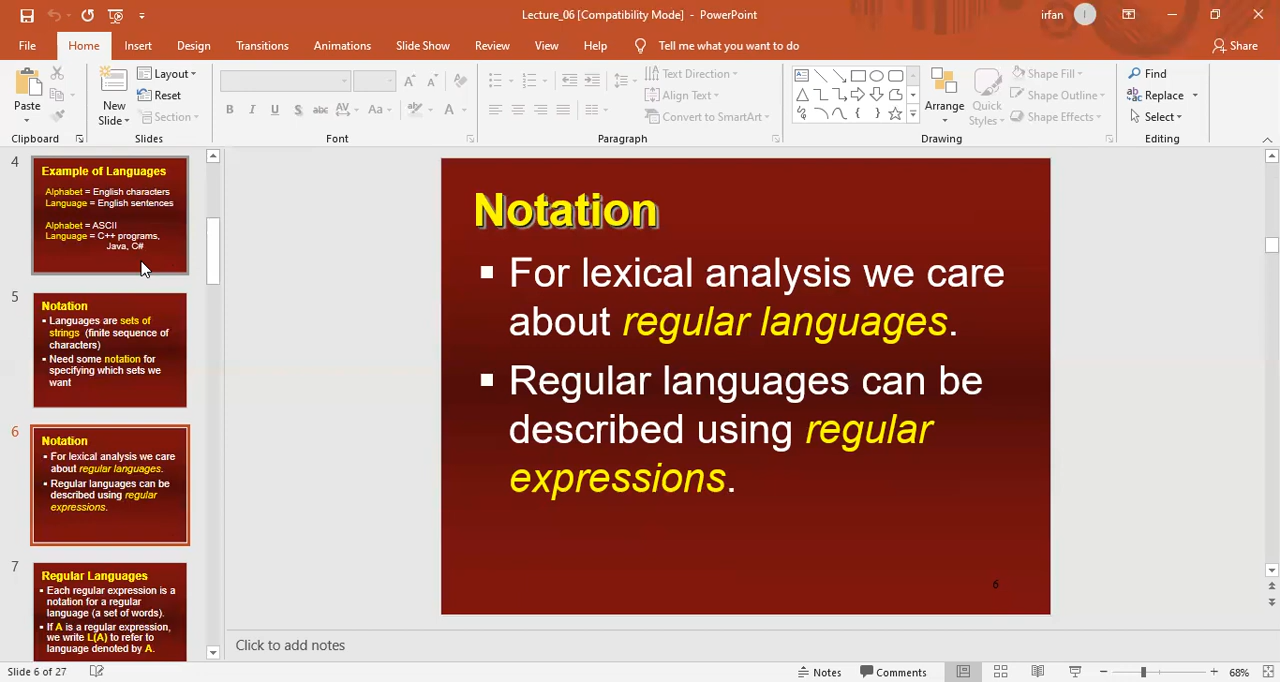 Lecture_06 [Compatibility Mode] - PowerPoint
irfan
I
File Home Insert Design Transitions Animations Slide Show Review View Help Tell me what you want to do
Share
Paste
Clipboard
New
Slide
Layout
Reset
Section
Slides
B I U S abc AV Aa A
Font
Text Direction
Align Text
Convert to SmartArt
Paragraph
Arrange
Quick
Styles
Shape Fill
Shape Outline
Shape Effects
Drawing
Find
Replace
Select
Editing
4
Example of Languages
Alphabet = English characters
Language = English sentences
Alphabet = ASCII
Language = C++ programs,
Java, C#
5
Notation
Languages are sets of
strings (finite sequence of
characters)
Need some notation for
specifying which sets we
want
6
Notation
For lexical analysis we care
about regular languages.
Regular languages can be
described using regular
expressions.
7
Regular Languages
Each regular expression is a
notation for a regular
language (a set of words).
If A is a regular expression,
we write L(A) to refer to
language denoted by A.
Notation
For lexical analysis we care
about regular languages.
Regular languages can be
described using regular
expressions.
6
Click to add notes
Slide 6 of 27
Notes
Comments
68%